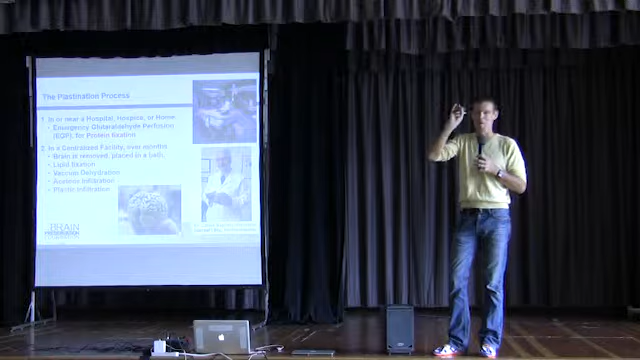 The Plastination Process
1. In or near a Hospital, Hospice, or Home
- Emergency Glutaraldehyde Perfusion
(EGP), for Protein fixation
2. In a Centralized Facility, over months
- Brain is removed, placed in a bath,
- Lipid fixation
- Vacuum Dehydration
- Acetone Infiltration
- Plastic Infiltration
BRAIN
PRESERVATION